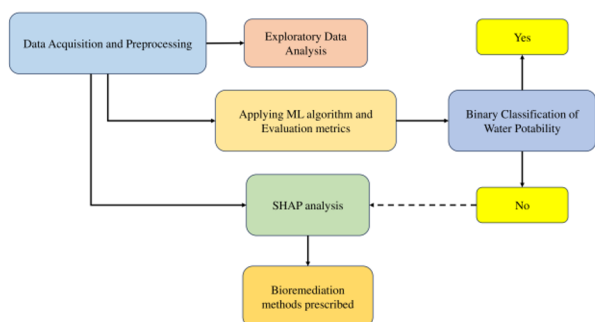 Data Acquisition and Preprocessing
Exploratory Data
Analysis
Yes
Applying ML algorithm and
Evaluation metrics
Binary Classification of
Water Potability
SHAP analysis
No
Bioremediation
methods prescribed